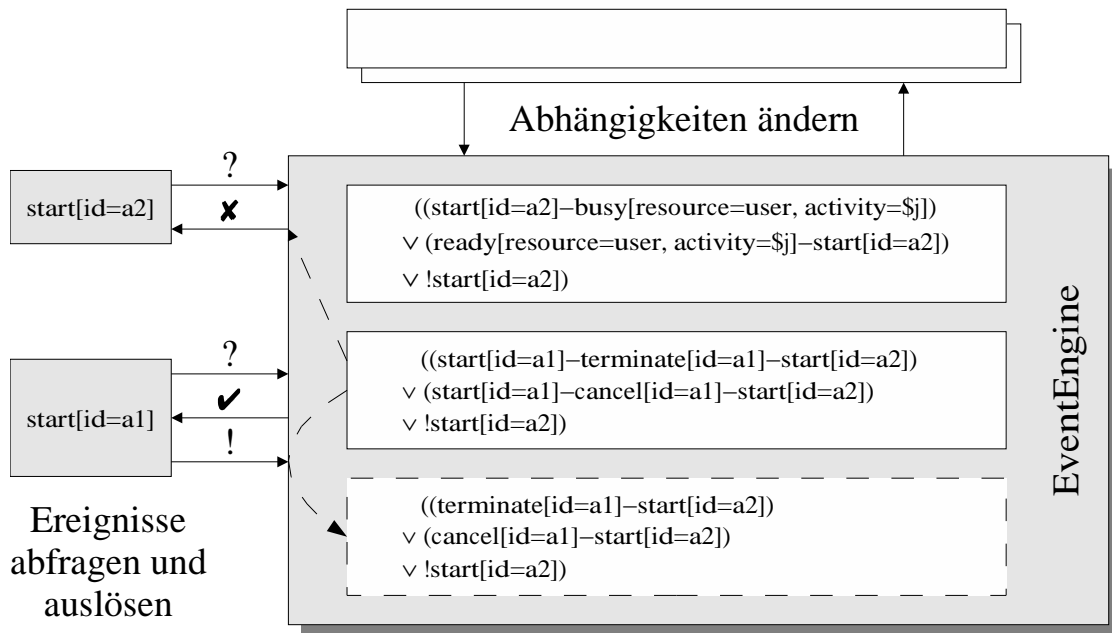 Abhängigkeiten ändern
?
start[id=a2]
✘
((start[id=a2]–busy[resource=user, activity=$j])
∨ (ready[resource=user, activity=$j]–start[id=a2])
∨ !start[id=a2])
EventEngine
?
start[id=a1]
✔
!
((start[id=a1]–terminate[id=a1]–start[id=a2])
∨ (start[id=a1]–cancel[id=a1]–start[id=a2])
∨ !start[id=a2])
((terminate[id=a1]–start[id=a2])
∨ (cancel[id=a1]–start[id=a2])
∨ !start[id=a2])
Ereignisse
abfragen und
auslösen